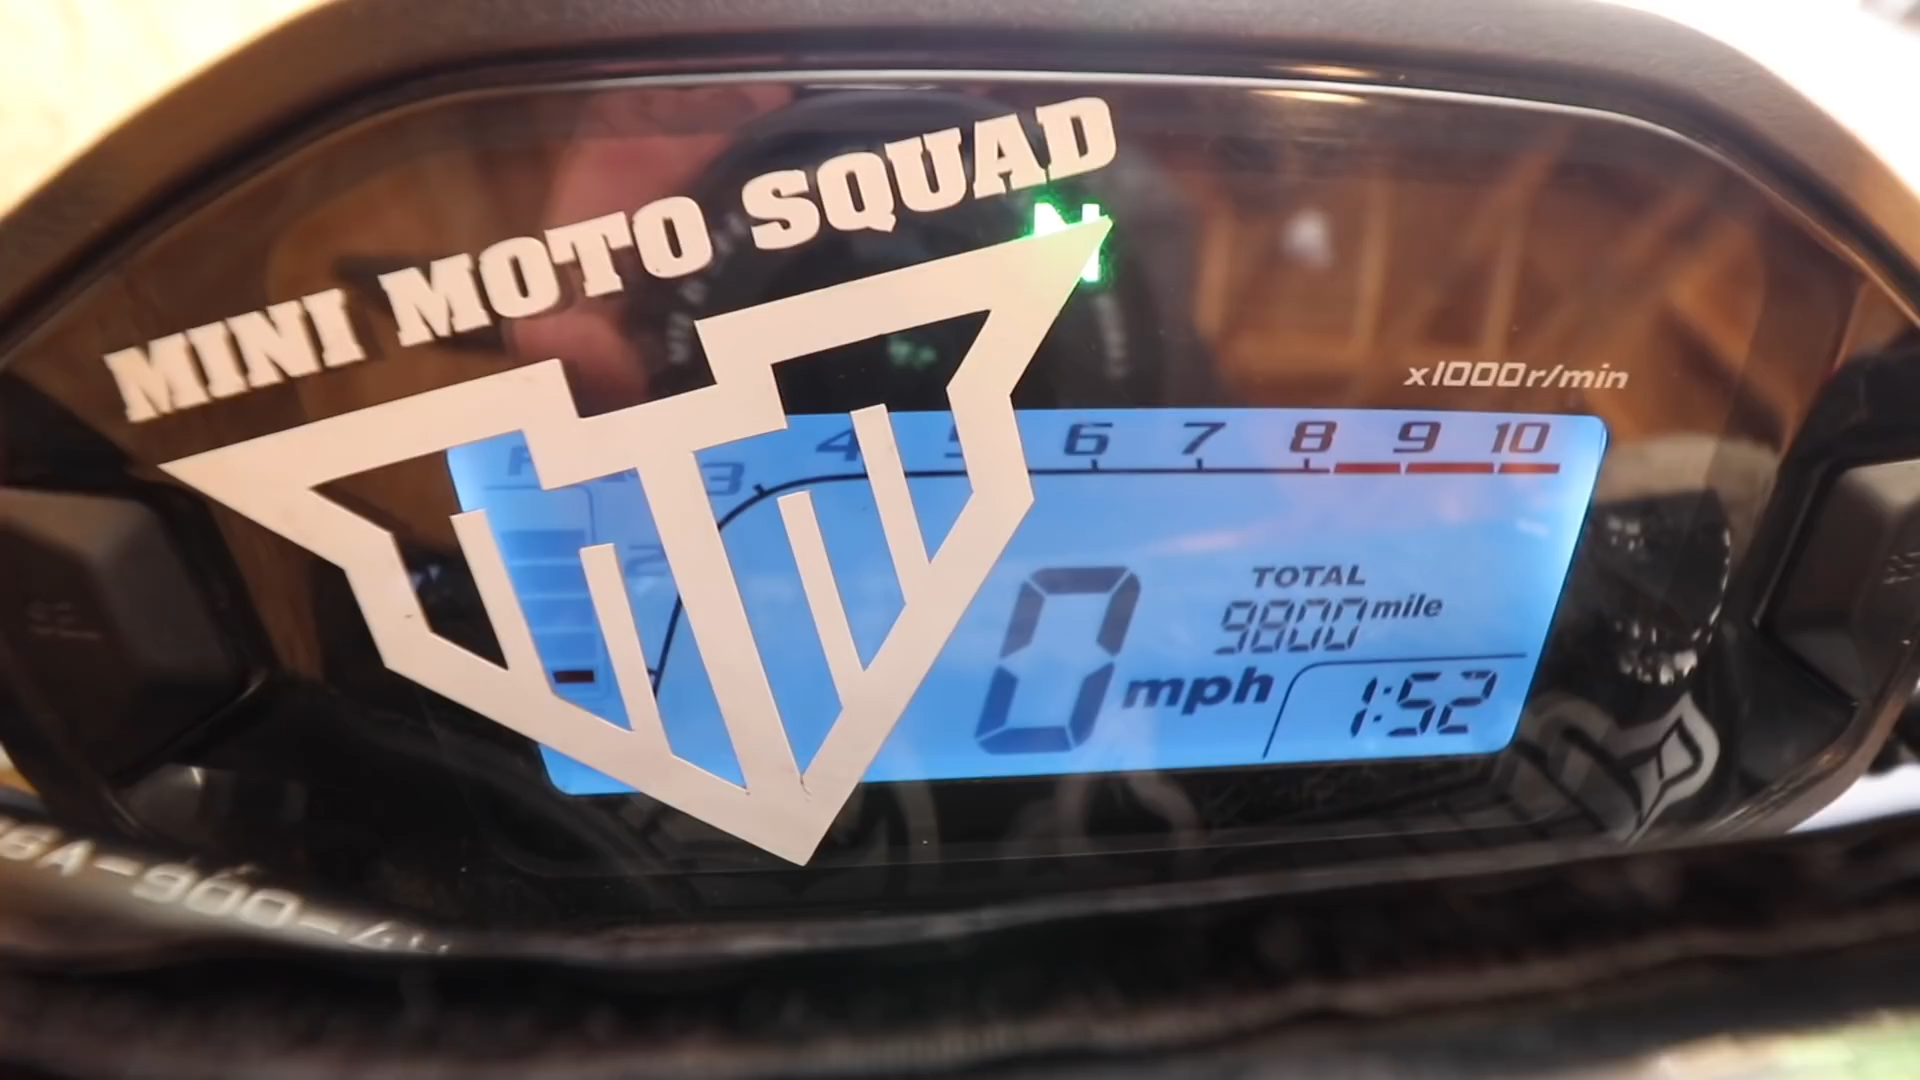 MINI MOTO SQUAD
N
x1000r/min
3 4 5 6 7 8 9 10
2
TOTAL
9800 mile
0 mph
1:52